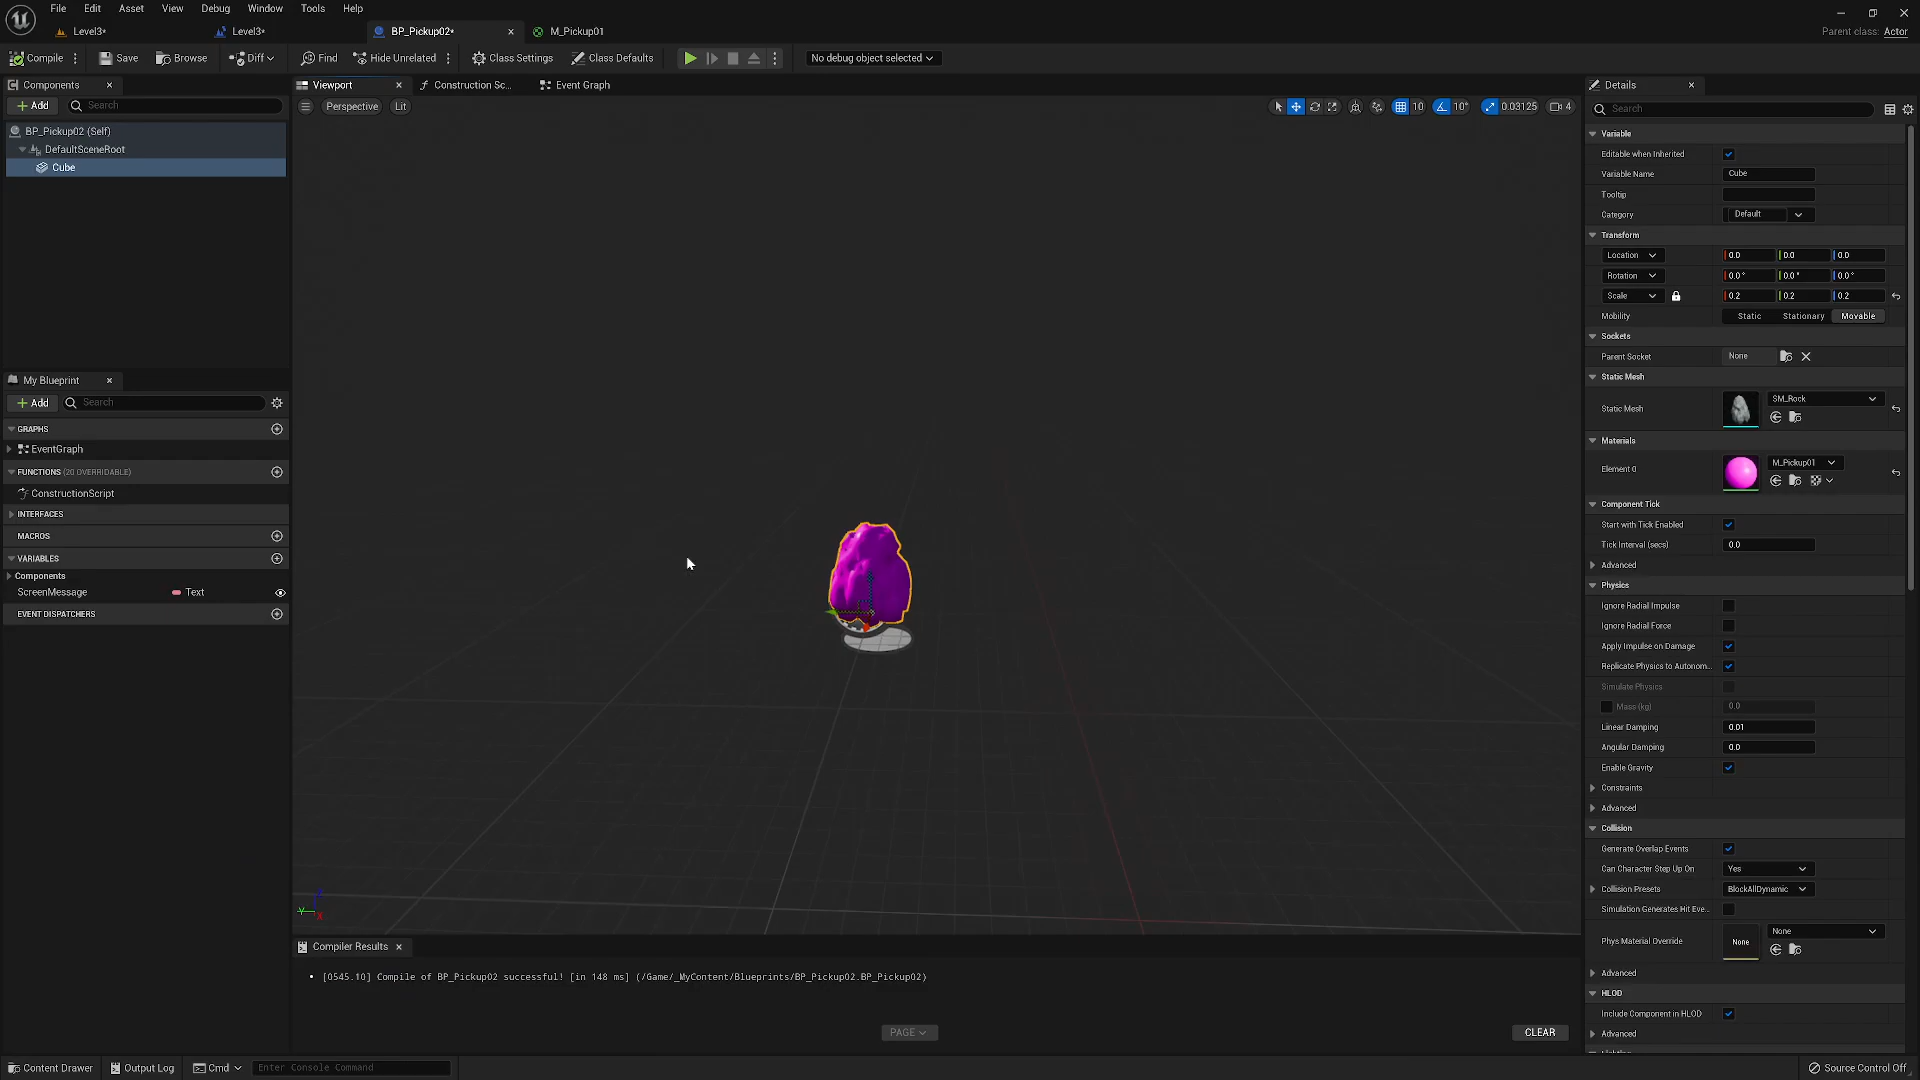 File Edit Asset View Debug Window Tools Help
Level3* Level3* BP_Pickup02* M_Pickup01
Parent class: Actor
Compile Save Browse Diff Find Hide Unrelated Class Settings Class Defaults No debug object selected
Components
Add Search
BP_Pickup02 (Self)
DefaultSceneRoot
Cube
My Blueprint
Add Search
GRAPHS
EventGraph
FUNCTIONS (20 OVERRIDABLE)
ConstructionScript
INTERFACES
MACROS
VARIABLES
Components
ScreenMessage Text
EVENT DISPATCHERS
Viewport Construction Sc... Event Graph
Perspective Lit 10 10° 0.03125 4
Compiler Results
[0545.10] Compile of BP_Pickup02 successful! [in 148 ms] (/Game/_MyContent/Blueprints/BP_Pickup02.BP_Pickup02)
PAGE CLEAR
Details
Search
Variable
Editable when Inherited
Variable Name Cube
Tooltip
Category Default
Transform
Location 0.0 0.0 0.0
Rotation 0.0° 0.0° 0.0°
Scale 0.2 0.2 0.2
Mobility Static Stationary Movable
Sockets
Parent Socket None
Static Mesh
Static Mesh SM_Rock
Materials
Element 0 M_Pickup01
Component Tick
Start with Tick Enabled
Tick Interval (secs) 0.0
Advanced
Physics
Ignore Radial Impulse
Ignore Radial Force
Apply Impulse on Damage
Replicate Physics to Autonom...
Simulate Physics
Mass (kg) 0.0
Linear Damping 0.01
Angular Damping 0.0
Enable Gravity
Constraints
Advanced
Collision
Generate Overlap Events
Can Character Step Up On Yes
Collision Presets BlockAllDynamic
Simulation Generates Hit Eve...
Phys Material Override None None
Advanced
HLOD
Include Component in HLOD
Advanced
Content Drawer Output Log Cmd Enter Console Command Source Control Off